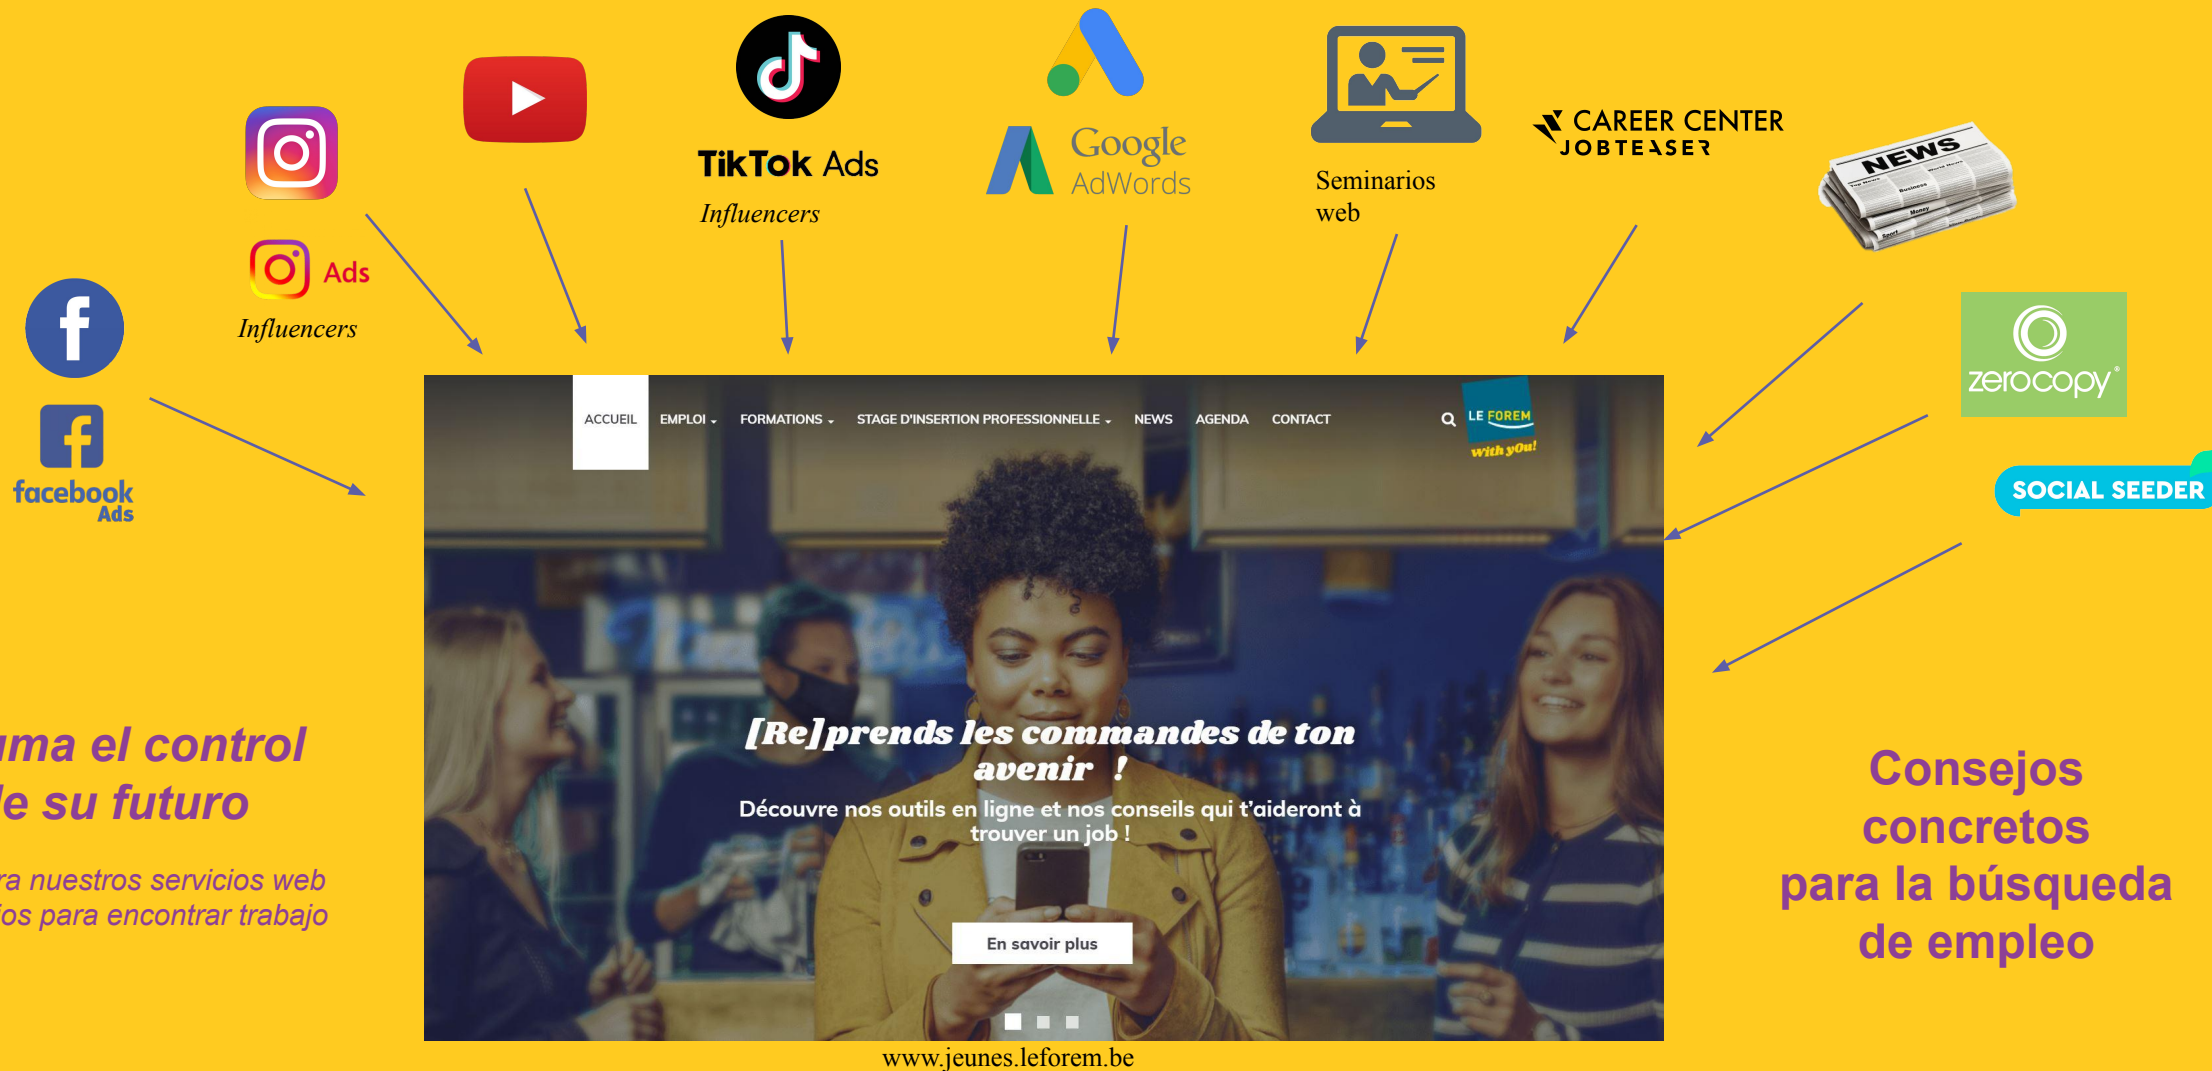 TikTok Ads
Influencers
Google
AdWords
Seminarios
web
CAREER CENTER
JOBTEASER
NEWS
Ads
Influencers
facebook
Ads
zerocopy
SOCIAL SEEDER
ACCUEIL EMPLOI FORMATIONS STAGE D'INSERTION PROFESSIONNELLE NEWS AGENDA CONTACT
LE FOREM
With yOu!
[Re]prends les commandes de ton
avenir !
Découvre nos outils en ligne et nos conseils qui t'aideront à
trouver un job !
En savoir plus
www.jeunes.leforem.be
el control
su futuro
nuestros servicios web
para encontrar trabajo
Consejos
concretos
para la búsqueda
de empleo